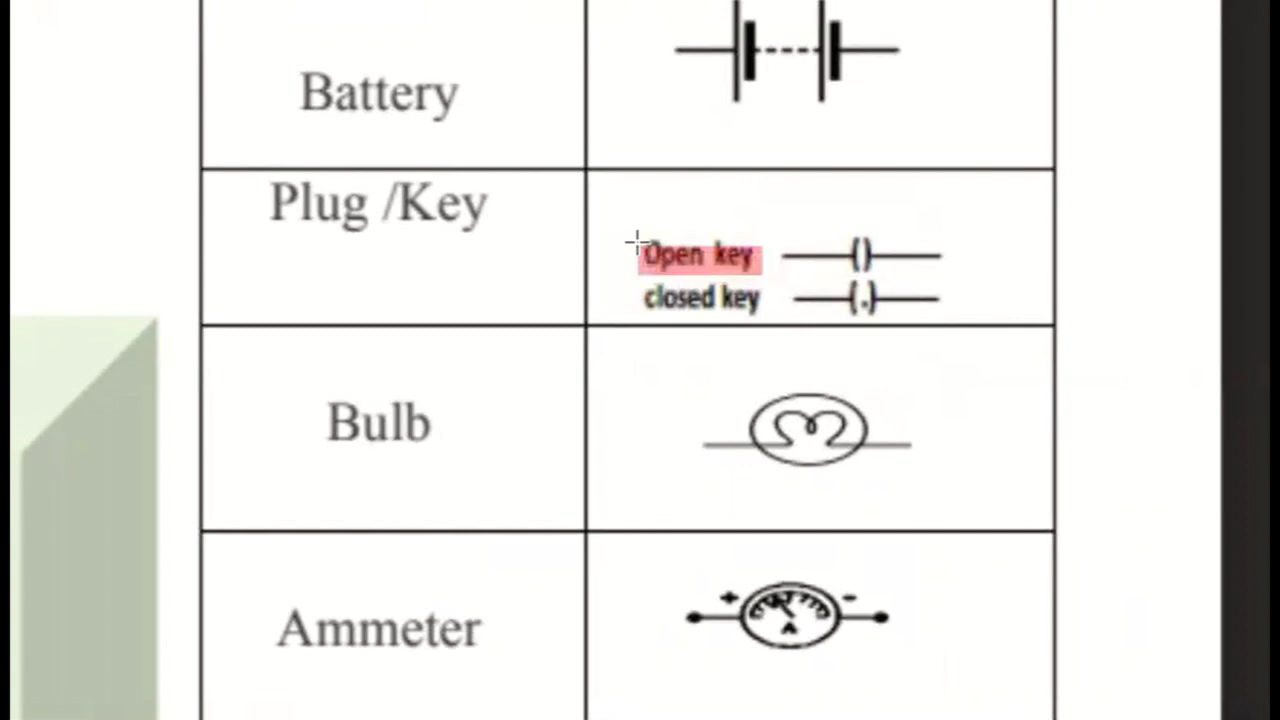 Battery
Plug /Key
Open key ( )
closed key (.)
Bulb
+ -
A
Ammeter